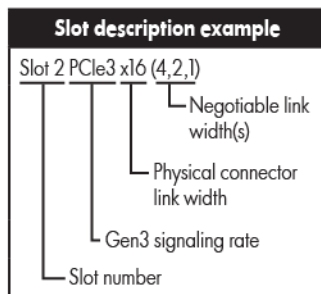 Slot description example
Slot 2 PCIe3 x16 (4,2,1)
Negotiable link
width(s)
Physical connector
link width
Gen3 signaling rate
Slot number